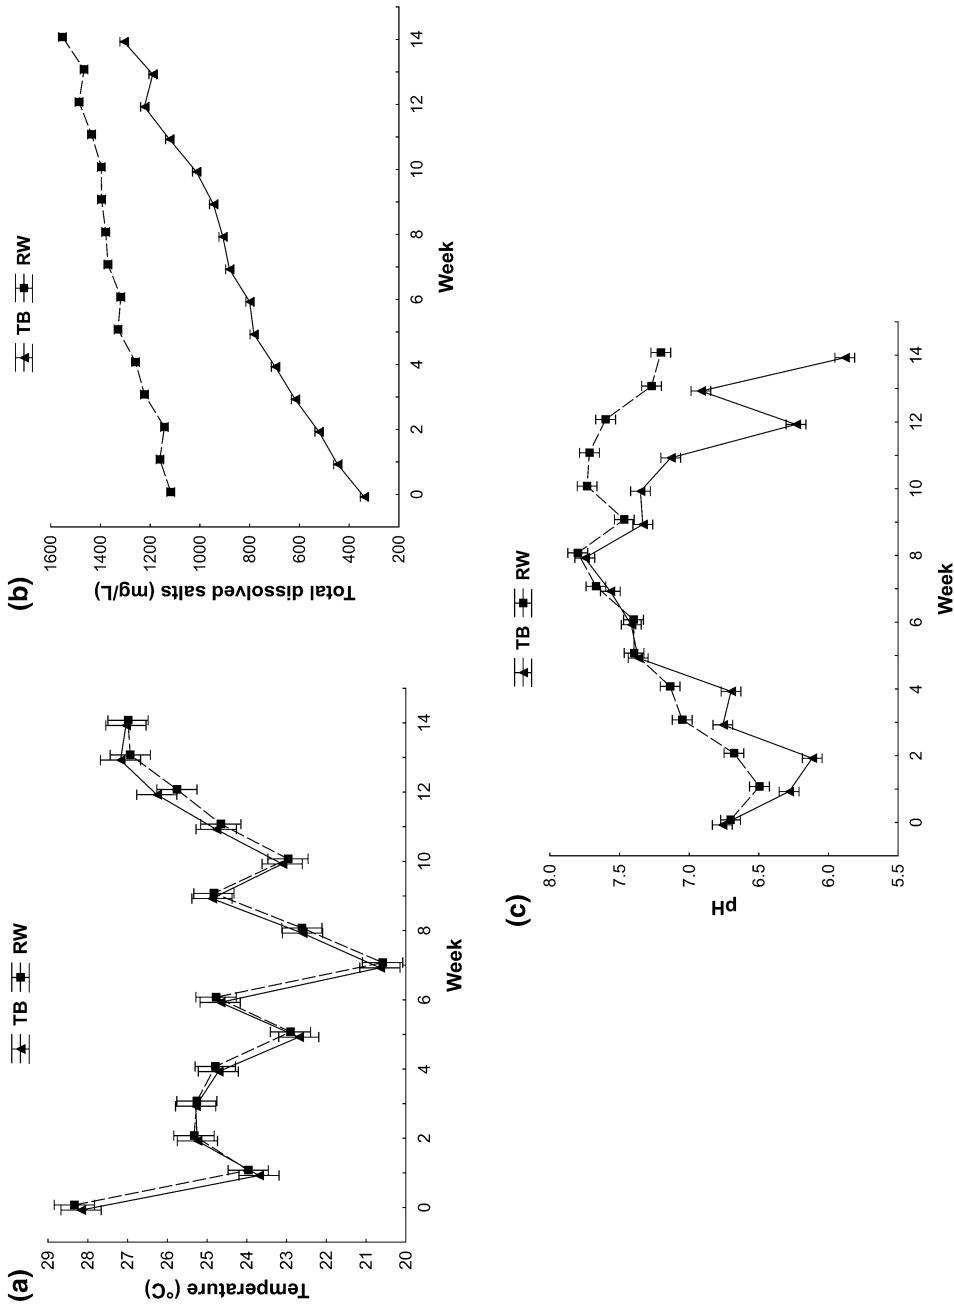 (a)
TB RW
29
28
27
26
25
24
23
22
21
20
Temperature (°C)
0 2 4 6 8 10 12 14
Week
(b)
TB RW
1600
1400
1200
1000
800
600
400
200
Total dissolved salts (mg/L)
0 2 4 6 8 10 12 14
Week
(c)
TB RW
8.0
7.5
7.0
6.5
6.0
5.5
pH
0 2 4 6 8 10 12 14
Week